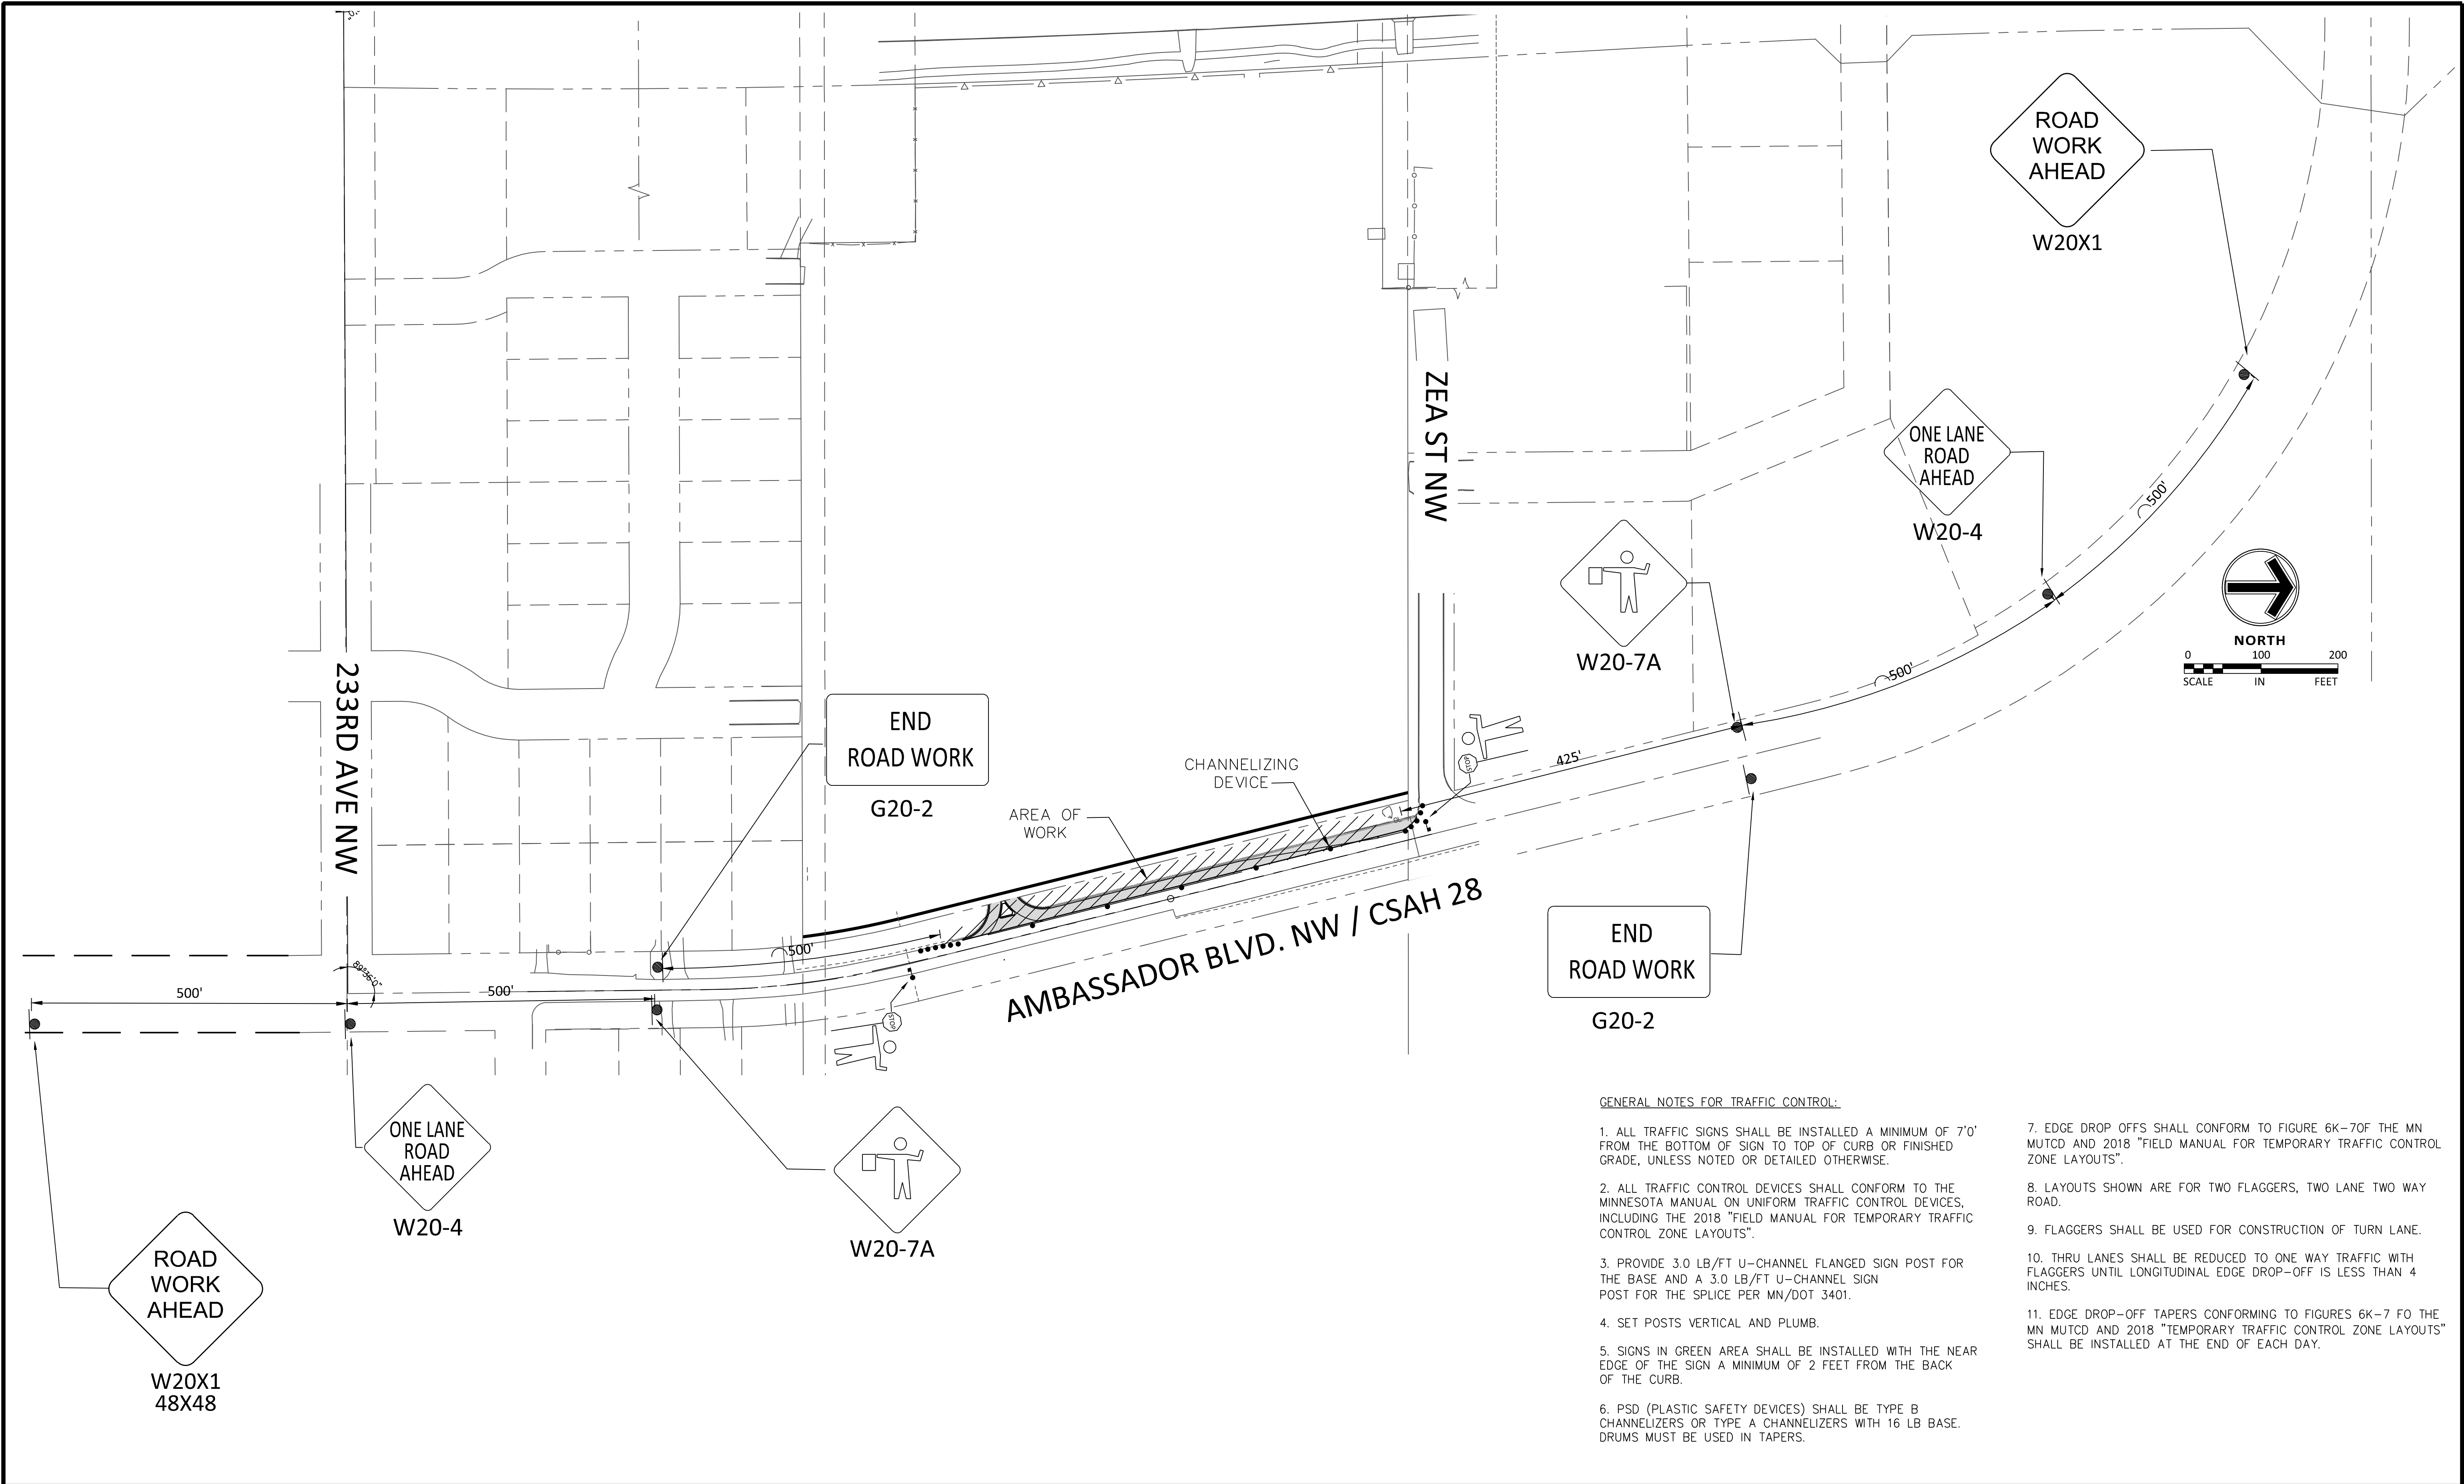 ROAD
WORK
AHEAD
W20X1
ZEA ST NW
ONE LANE
ROAD
AHEAD
W20-4
500'
W20-7A
NORTH
0 100 200
SCALE IN FEET
500'
233RD AVE NW
END
ROAD WORK
G20-2
STOP
425'
CHANNELIZING
DEVICE
AREA OF
WORK
AMBASSADOR BLVD. NW / CSAH 28
500'
END
ROAD WORK
G20-2
500'
89°36'0"
500'
STOP
ONE LANE
ROAD
AHEAD
W20-4
W20-7A
ROAD
WORK
AHEAD
W20X1
48X48
GENERAL NOTES FOR TRAFFIC CONTROL:
1. ALL TRAFFIC SIGNS SHALL BE INSTALLED A MINIMUM OF 7'0'
FROM THE BOTTOM OF SIGN TO TOP OF CURB OR FINISHED
GRADE, UNLESS NOTED OR DETAILED OTHERWISE.
2. ALL TRAFFIC CONTROL DEVICES SHALL CONFORM TO THE
MINNESOTA MANUAL ON UNIFORM TRAFFIC CONTROL DEVICES,
INCLUDING THE 2018 "FIELD MANUAL FOR TEMPORARY TRAFFIC
CONTROL ZONE LAYOUTS".
3. PROVIDE 3.0 LB/FT U-CHANNEL FLANGED SIGN POST FOR
THE BASE AND A 3.0 LB/FT U-CHANNEL SIGN
POST FOR THE SPLICE PER MN/DOT 3401.
4. SET POSTS VERTICAL AND PLUMB.
5. SIGNS IN GREEN AREA SHALL BE INSTALLED WITH THE NEAR
EDGE OF THE SIGN A MINIMUM OF 2 FEET FROM THE BACK
OF THE CURB.
6. PSD (PLASTIC SAFETY DEVICES) SHALL BE TYPE B
CHANNELIZERS OR TYPE A CHANNELIZERS WITH 16 LB BASE.
DRUMS MUST BE USED IN TAPERS.
7. EDGE DROP OFFS SHALL CONFORM TO FIGURE 6K-70F THE MN
MUTCD AND 2018 "FIELD MANUAL FOR TEMPORARY TRAFFIC CONTROL
ZONE LAYOUTS".
8. LAYOUTS SHOWN ARE FOR TWO FLAGGERS, TWO LANE TWO WAY
ROAD.
9. FLAGGERS SHALL BE USED FOR CONSTRUCTION OF TURN LANE.
10. THRU LANES SHALL BE REDUCED TO ONE WAY TRAFFIC WITH
FLAGGERS UNTIL LONGITUDINAL EDGE DROP-OFF IS LESS THAN 4
INCHES.
11. EDGE DROP-OFF TAPERS CONFORMING TO FIGURES 6K-7 FO THE
MN MUTCD AND 2018 "TEMPORARY TRAFFIC CONTROL ZONE LAYOUTS"
SHALL BE INSTALLED AT THE END OF EACH DAY.